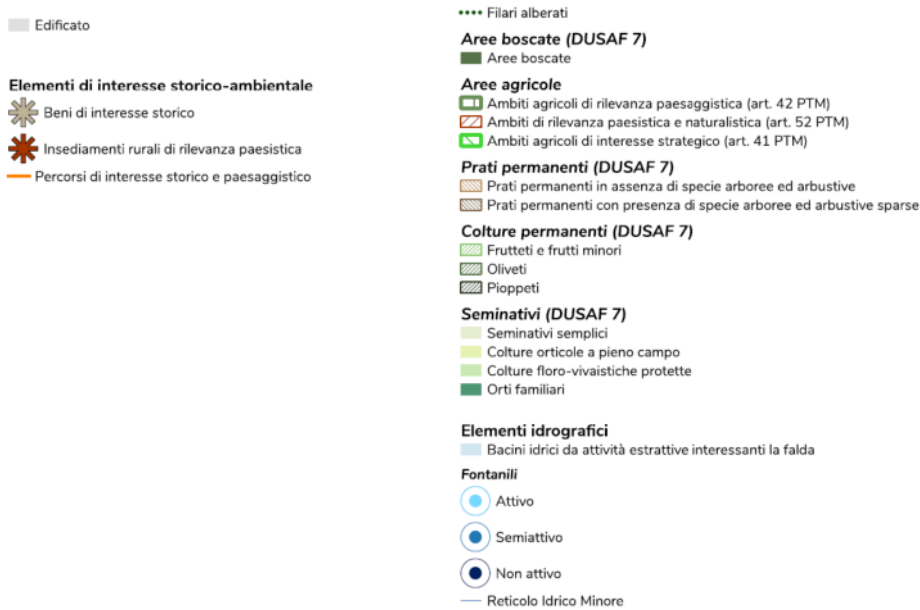 Edificato
Elementi di interesse storico-ambientale
Beni di interesse storico
Insediamenti rurali di rilevanza paesistica
Percorsi di interesse storico e paesaggistico
Filari alberati
Aree boscate (DUSAF 7)
Aree boscate
Aree agricole
Ambiti agricoli di rilevanza paesaggistica (art. 42 PTM)
Ambiti di rilevanza paesistica e naturalistica (art. 52 PTM)
Ambiti agricoli di interesse strategico (art. 41 PTM)
Prati permanenti (DUSAF 7)
Prati permanenti in assenza di specie arboree ed arbustive
Prati permanenti con presenza di specie arboree ed arbustive sparse
Colture permanenti (DUSAF 7)
Frutteti e frutti minori
Oliveti
Pioppeti
Seminativi (DUSAF 7)
Seminativi semplici
Colture orticole a pieno campo
Colture floro-vivaistiche protette
Orti familiari
Elementi idrografici
Bacini idrici da attività estrattive interessanti la falda
Fontanili
Attivo
Semiattivo
Non attivo
Reticolo Idrico Minore